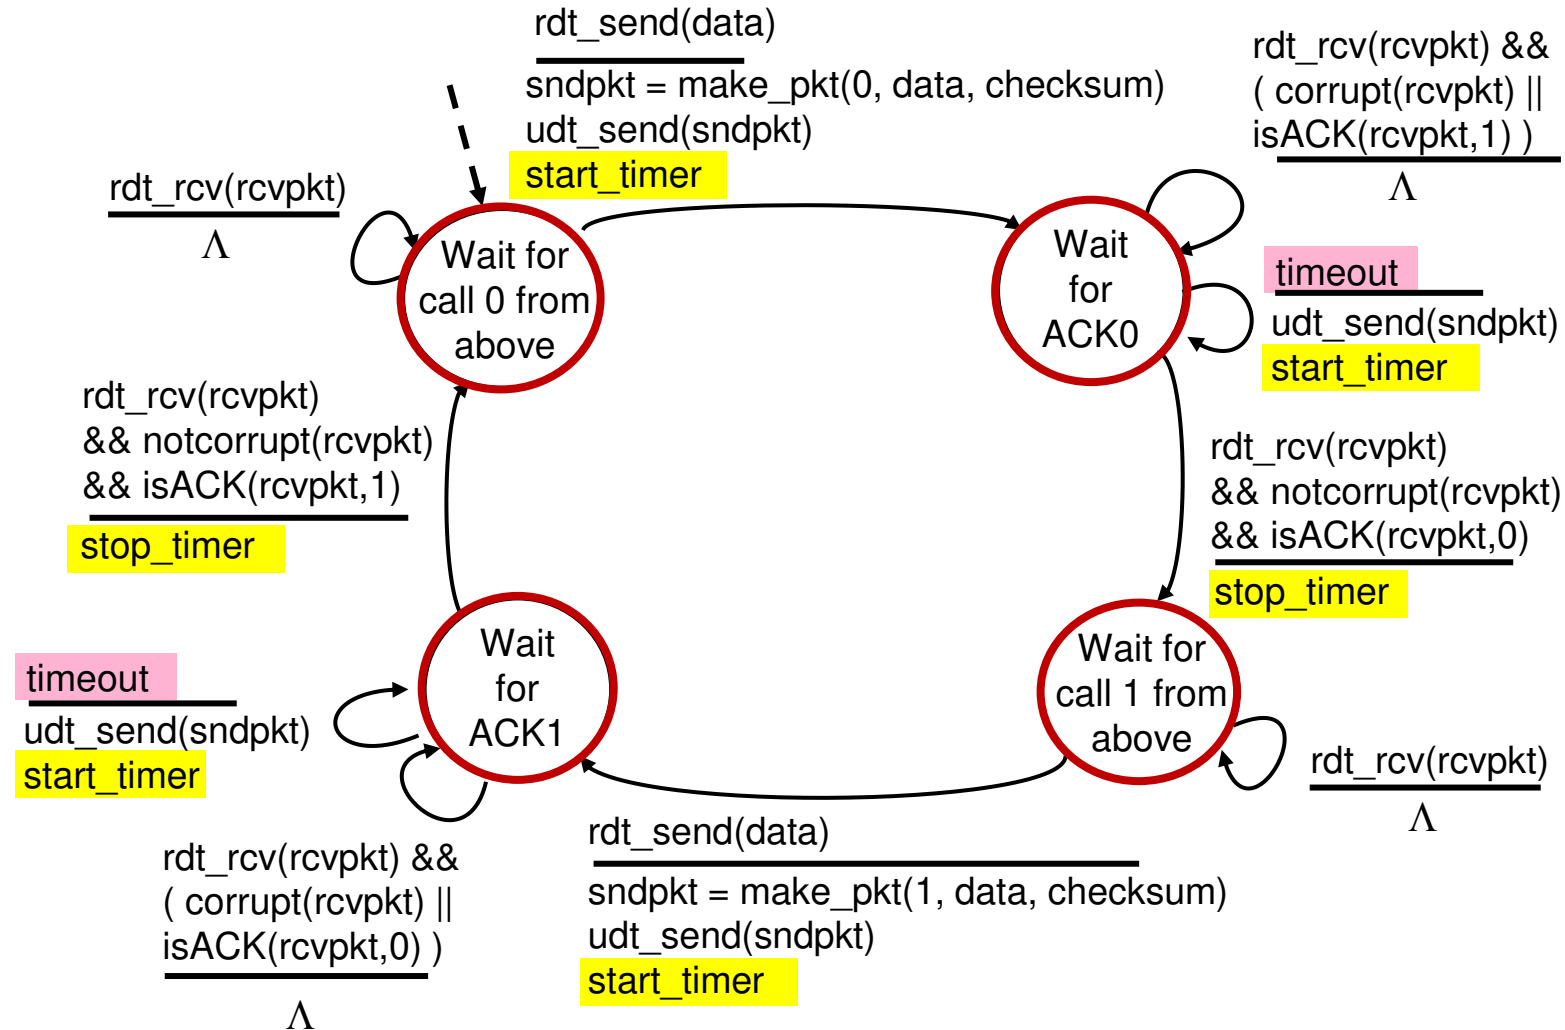 rdt_send(data)
sndpkt = make_pkt(0, data, checksum)
udt_send(sndpkt)
start_timer
rdt_rcv(rcvpkt) &&
( corrupt(rcvpkt) ||
isACK(rcvpkt,1) )
Λ
rdt_rcv(rcvpkt)
Λ
Wait for
call 0 from
above
Wait
for
ACK0
timeout
udt_send(sndpkt)
start_timer
rdt_rcv(rcvpkt)
&& notcorrupt(rcvpkt)
&& isACK(rcvpkt,1)
stop_timer
rdt_rcv(rcvpkt)
&& notcorrupt(rcvpkt)
&& isACK(rcvpkt,0)
stop_timer
timeout
udt_send(sndpkt)
start_timer
Wait
for
ACK1
Wait for
call 1 from
above
rdt_rcv(rcvpkt)
Λ
rdt_rcv(rcvpkt) &&
( corrupt(rcvpkt) ||
isACK(rcvpkt,0) )
Λ
rdt_send(data)
sndpkt = make_pkt(1, data, checksum)
udt_send(sndpkt)
start_timer